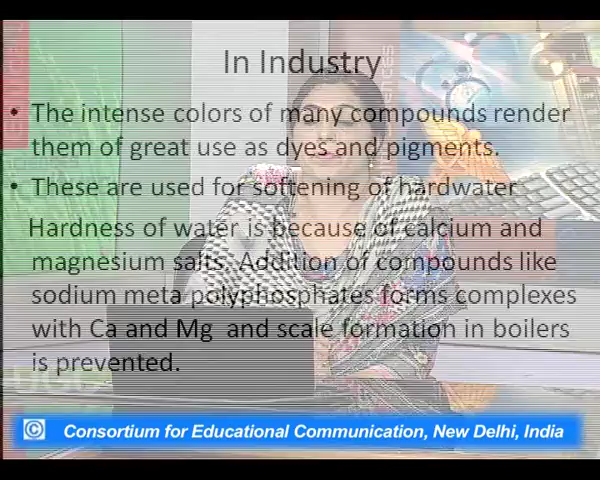 In Industry
• The intense colors of many compounds render
them of great use as dyes and pigments.
• These are used for softening of hardwater
Hardness of water is because of calcium and
magnesium salts. Addition of compounds like
sodium meta polyphosphates forms complexes
with Ca and Mg and scale formation in boilers
is prevented.
© Consortium for Educational Communication, New Delhi, India